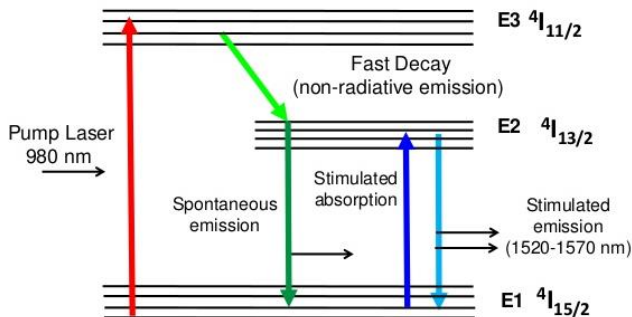 E3 ⁴I₁₁/₂
Fast Decay
(non-radiative emission)
E2 ⁴I₁₃/₂
Pump Laser
980 nm
Spontaneous
emission
Stimulated
absorption
Stimulated
emission
(1520-1570 nm)
E1 ⁴I₁₅/₂